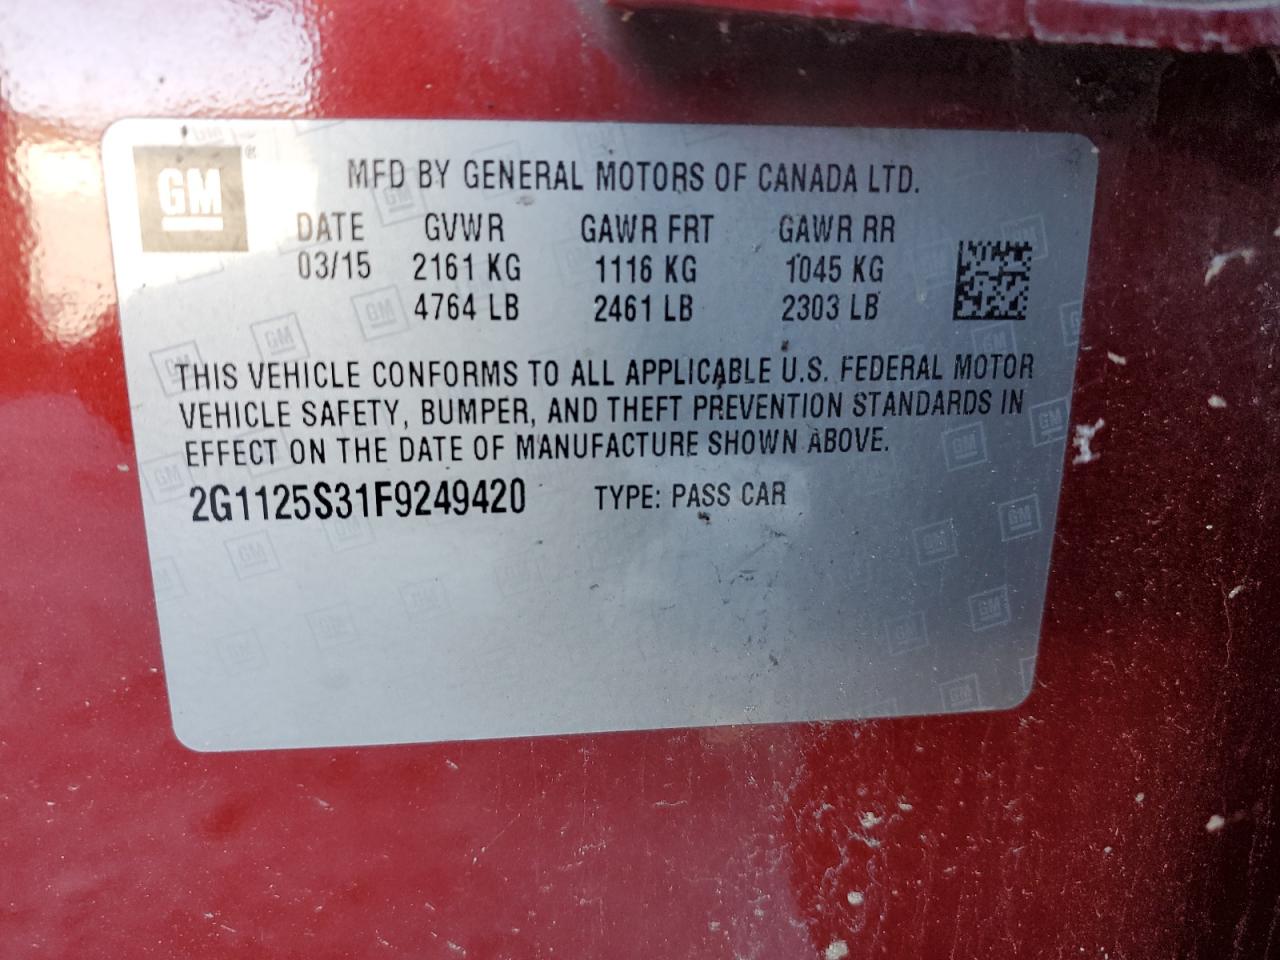 GM ®
MFD BY GENERAL MOTORS OF CANADA LTD.
DATE GVWR GAWR FRT GAWR RR
03/15 2161 KG 1116 KG 1045 KG
4764 LB 2461 LB 2303 LB
THIS VEHICLE CONFORMS TO ALL APPLICABLE U.S. FEDERAL MOTOR
VEHICLE SAFETY, BUMPER, AND THEFT PREVENTION STANDARDS IN
EFFECT ON THE DATE OF MANUFACTURE SHOWN ABOVE.
2G1125S31F9249420 TYPE: PASS CAR